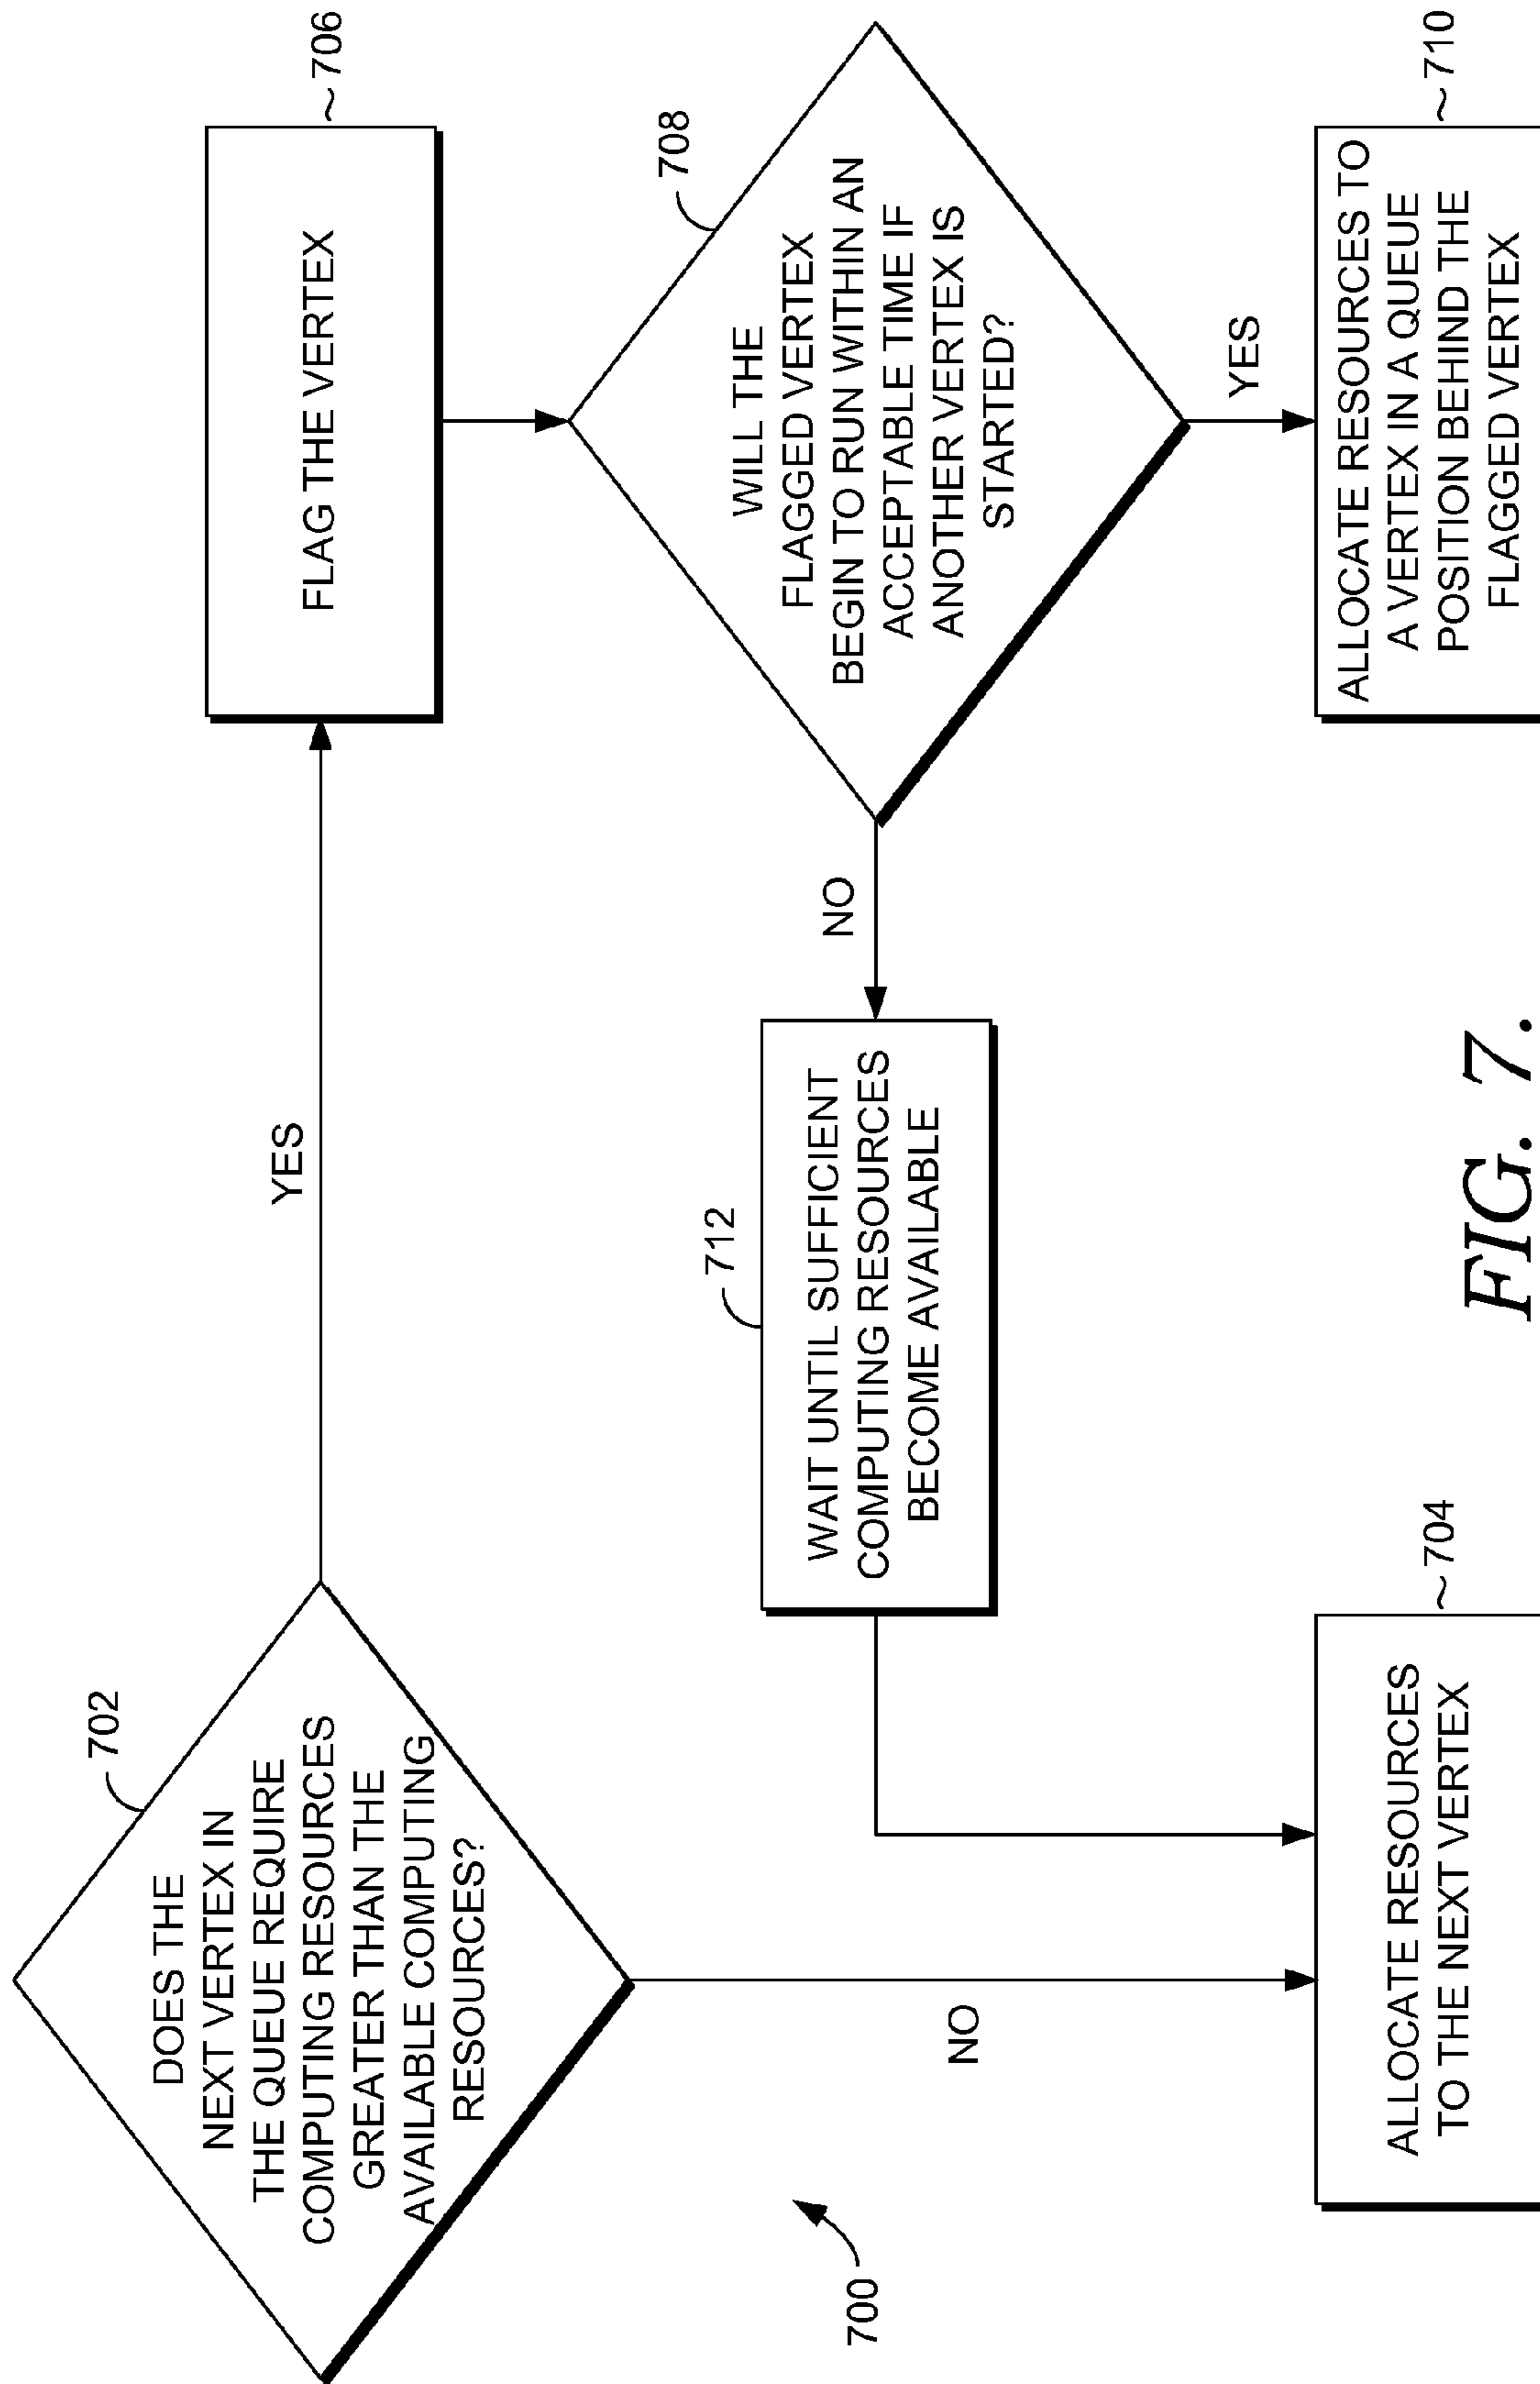 702
DOES THE
NEXT VERTEX IN
THE QUEUE REQUIRE
COMPUTING RESOURCES
GREATER THAN THE
AVAILABLE COMPUTING
RESOURCES?
YES
FLAG THE VERTEX
706
708
WILL THE
FLAGGED VERTEX
BEGIN TO RUN WITHIN AN
ACCEPTABLE TIME IF
ANOTHER VERTEX IS
STARTED?
NO
712
WAIT UNTIL SUFFICIENT
COMPUTING RESOURCES
BECOME AVAILABLE
700
NO
YES
ALLOCATE RESOURCES
TO THE NEXT VERTEX
704
ALLOCATE RESOURCES TO
A VERTEX IN A QUEUE
POSITION BEHIND THE
FLAGGED VERTEX
710
FIG. 7.